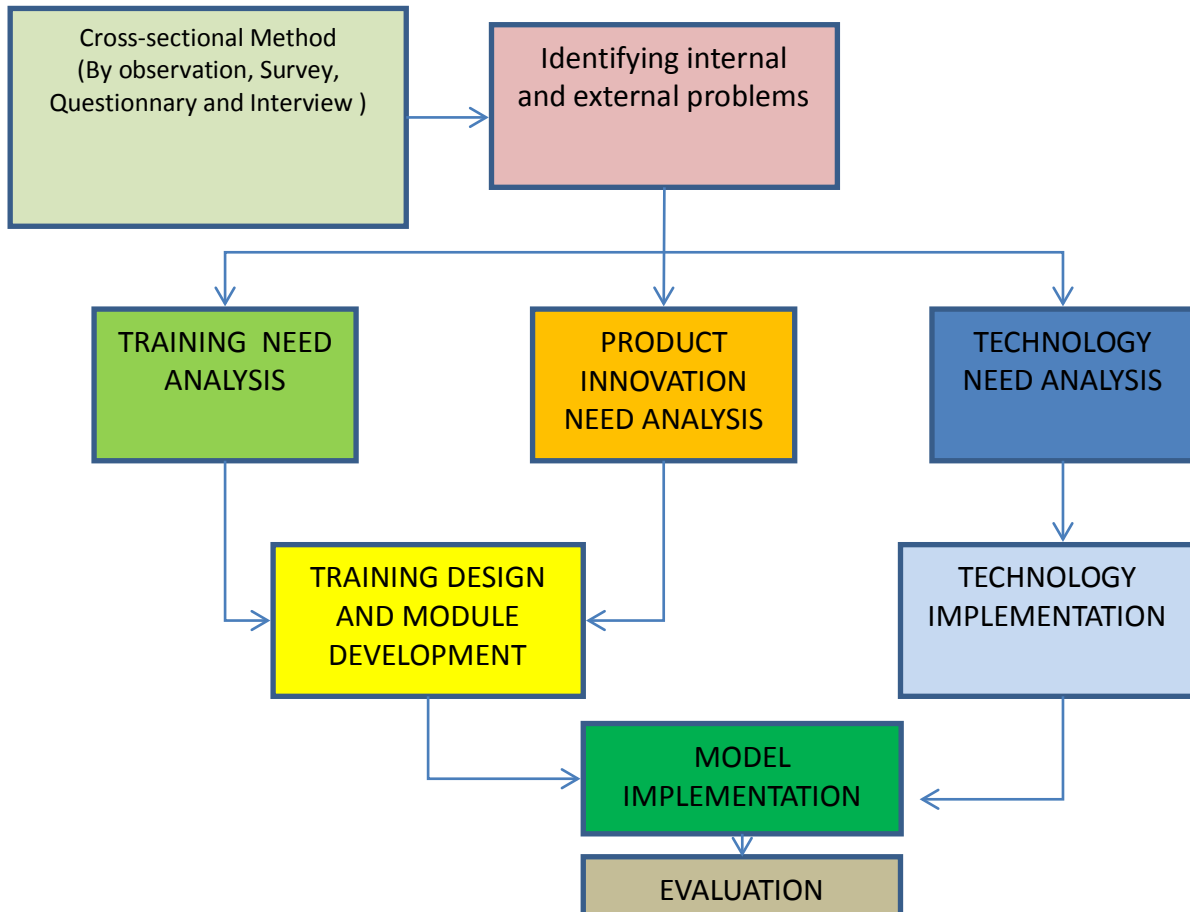 Cross-sectional Method
(By observation, Survey,
Questionnary and Interview )
Identifying internal
and external problems
TRAINING  NEED
ANALYSIS
PRODUCT
INNOVATION
NEED ANALYSIS
TECHNOLOGY
NEED ANALYSIS
TRAINING DESIGN
AND MODULE
DEVELOPMENT
TECHNOLOGY
IMPLEMENTATION
MODEL
IMPLEMENTATION
EVALUATION